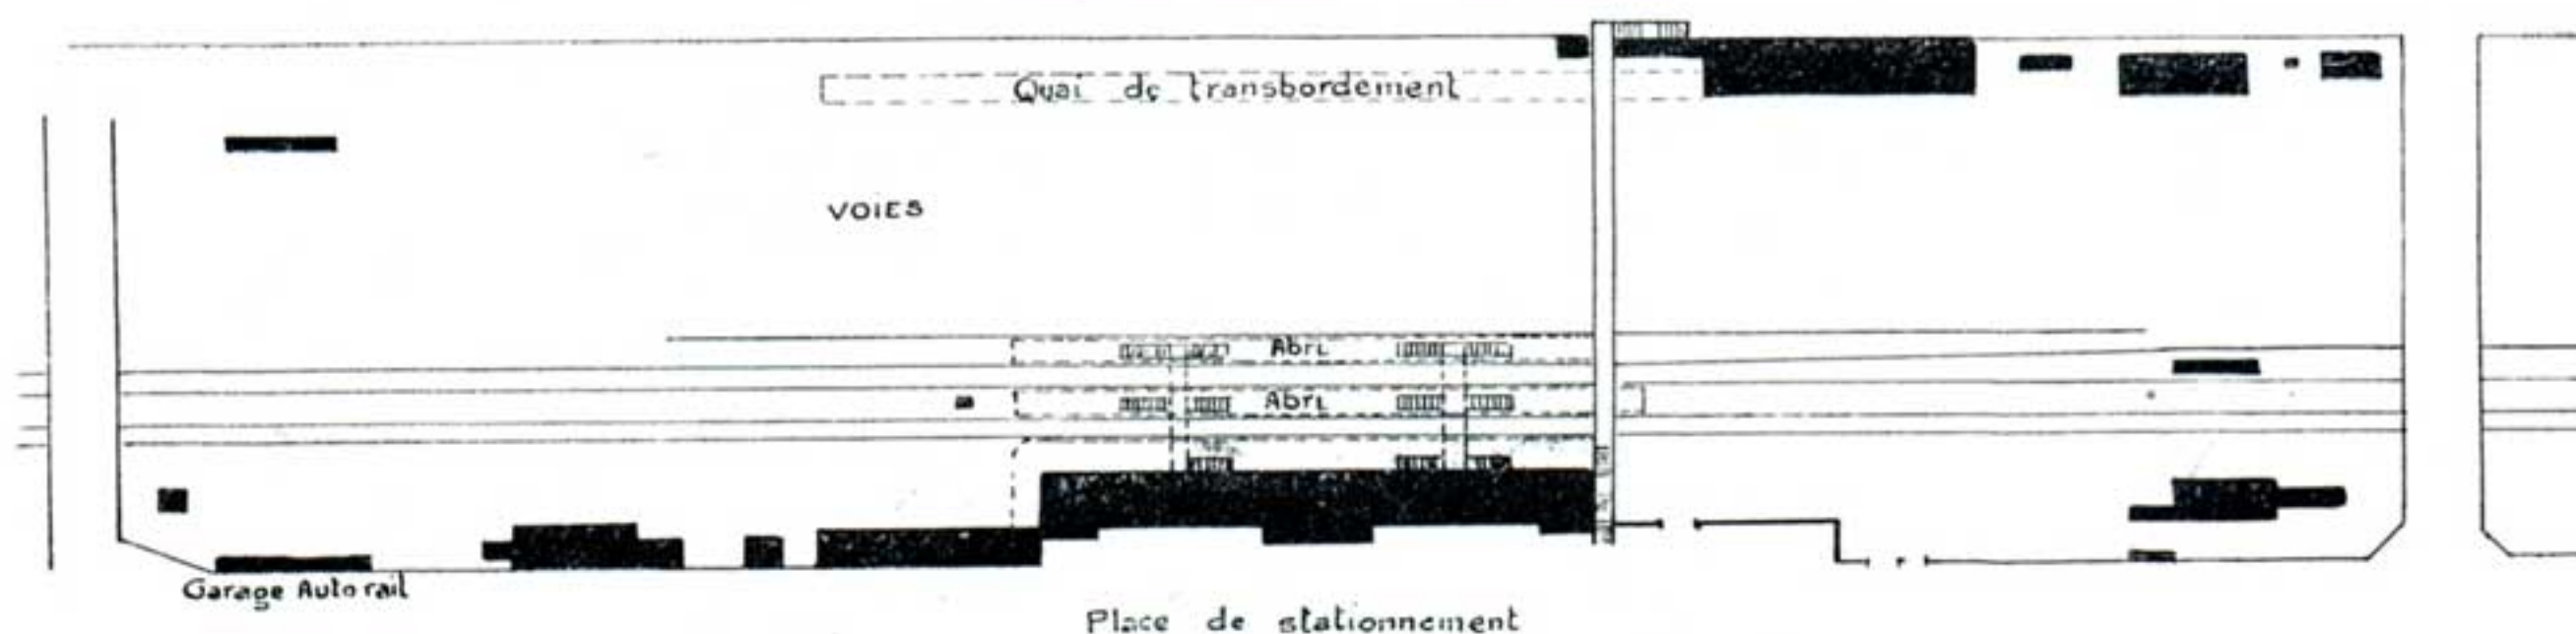 Quai de transbordement
VOIES
Abri
Abri
Garage Autorail
Place de stationnement